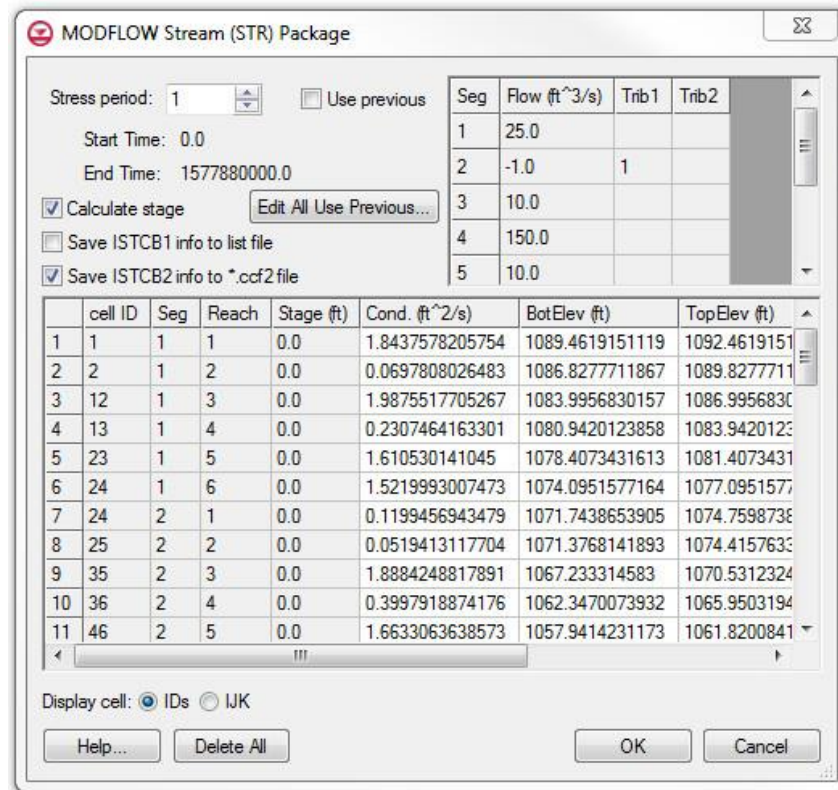 MODFLOW Stream (STR) Package
Stress period: 1 Use previous
Start Time: 0.0
End Time: 1577880000.0
Calculate stage Edit All Use Previous...
Save ISTCB1 info to list file
Save ISTCB2 info to *.ccf2 file
Seg Flow (ft^3/s) Trib1 Trib2
1 25.0
2 -1.0 1
3 10.0
4 150.0
5 10.0
cell ID Seg Reach Stage (ft) Cond. (ft^2/s) BotElev (ft) TopElev (ft)
1 1 1 1 0.0 1.8437578205754 1089.4619151119 1092.4619151
2 2 1 2 0.0 0.0697808026483 1086.8277711867 1089.8277711
3 12 1 3 0.0 1.9875517705267 1083.9956830157 1086.9956830
4 13 1 4 0.0 0.2307464163301 1080.9420123858 1083.9420123
5 23 1 5 0.0 1.610530141045 1078.4073431613 1081.4073431
6 24 1 6 0.0 1.5219993007473 1074.0951577164 1077.0951577
7 24 2 1 0.0 0.1199456943479 1071.7438653905 1074.7598738
8 25 2 2 0.0 0.0519413117704 1071.3768141893 1074.4157633
9 35 2 3 0.0 1.8884248817891 1067.233314583 1070.5312324
10 36 2 4 0.0 0.3997918874176 1062.3470073932 1065.9503194
11 46 2 5 0.0 1.6633063638573 1057.9414231173 1061.8200841
Display cell: IDs IJK
Help... Delete All OK Cancel